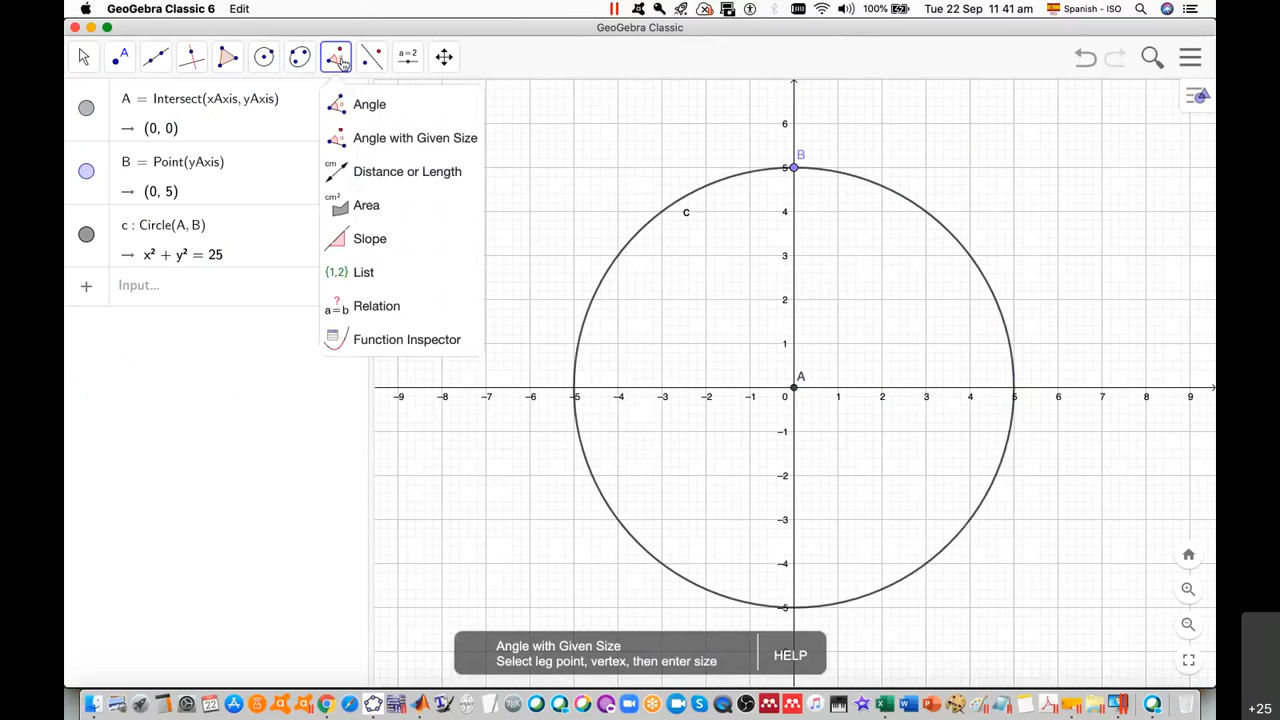 GeoGebra Classic 6 Edit
100% Tue 22 Sep 11:41 am Spanish – ISO
GeoGebra Classic
A
a=2
A = Intersect(xAxis, yAxis)
→ (0, 0)
B = Point(yAxis)
→ (0, 5)
c : Circle(A, B)
→ x² + y² = 25
+ Input...
Angle
Angle with Given Size
cm Distance or Length
cm² Area
Slope
{1,2} List
? a=b Relation
Function Inspector
6
B
5
c
4
3
2
1
A
-9 -8 -7 -6 -5 -4 -3 -2 -1 0 1 2 3 4 5 6 7 8 9
-1
-2
-3
-4
-5
Angle with Given Size
Select leg point, vertex, then enter size
HELP
+25